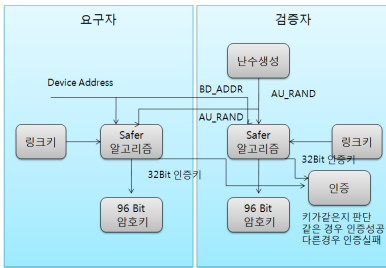 요구자
검증자
난수생성
Device Address
BD_ADDR
AU_RAND
AU_RAND
링크키
Safer
알고리즘
Safer
알고리즘
링크키
32Bit 인증키
32Bit 인증키
인증
96 Bit
암호키
96 Bit
암호키
키가같은지 판단
같은 경우 인증성공
다른경우 인증실패